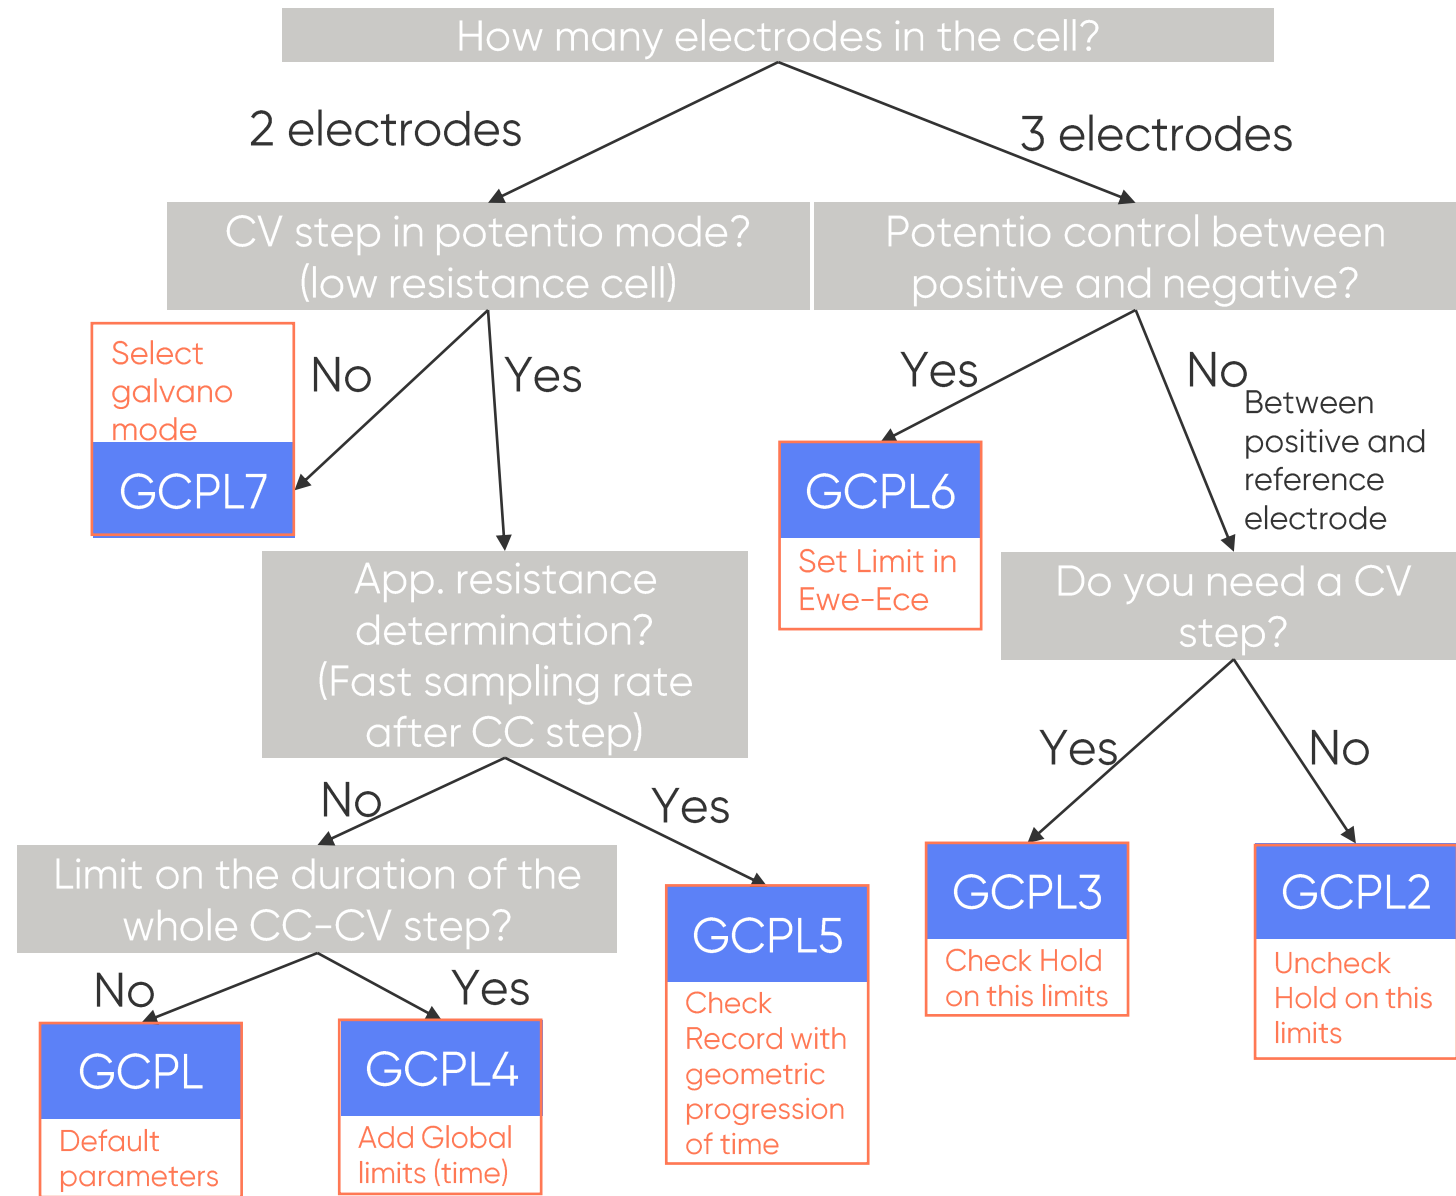 How many electrodes in the cell?
2 electrodes
3 electrodes
CV step in potentio mode?
(low resistance cell)
Potentio control between
positive and negative?
Select
galvano
mode
GCPL7
No
Yes
Yes
No
Between
positive and
reference
electrode
GCPL6
Set Limit in
Ewe-Ece
App. resistance
determination?
(Fast sampling rate
after CC step)
Do you need a CV
step?
No
Yes
Yes
No
Limit on the duration of the
whole CC-CV step?
GCPL5
Check
Record with
geometric
progression
of time
GCPL3
Check Hold
on this limits
GCPL2
Uncheck
Hold on this
limits
No
Yes
GCPL
Default
parameters
GCPL4
Add Global
limits (time)